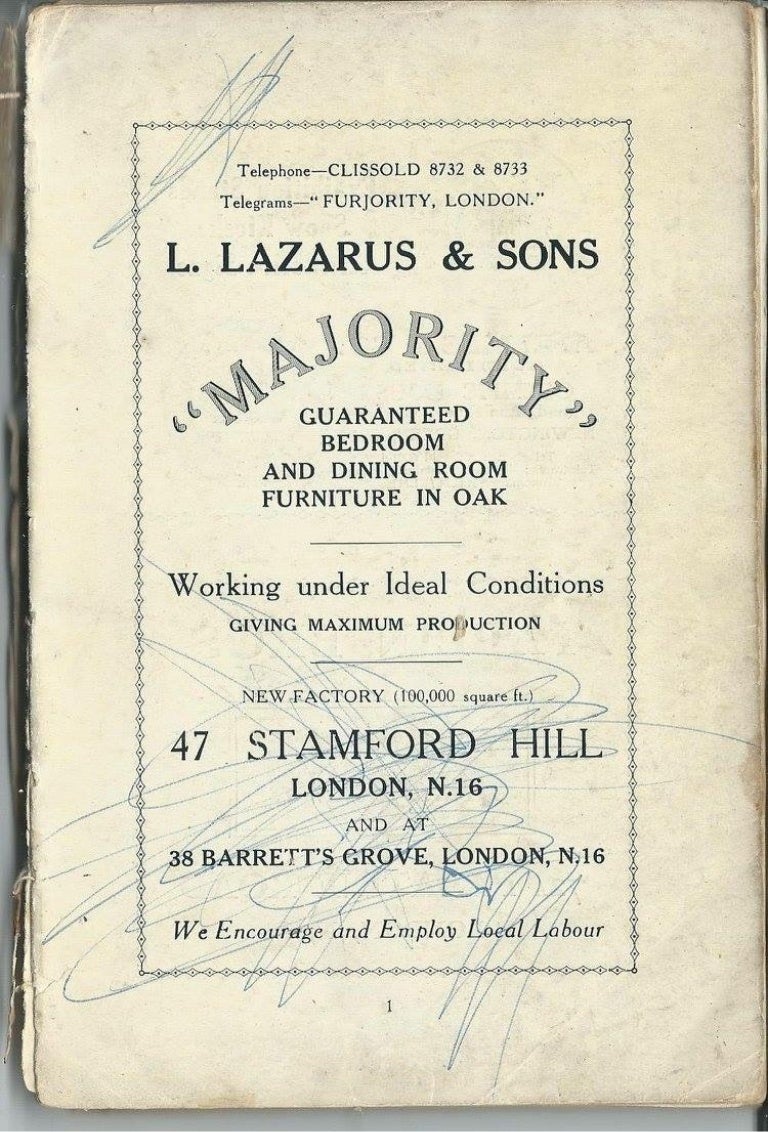 Telephone—CLISSOLD 8732 & 8733
Telegrams—“FURJORITY, LONDON.”
L. LAZARUS & SONS
“MAJORITY”
GUARANTEED
BEDROOM
AND DINING ROOM
FURNITURE IN OAK
Working under Ideal Conditions
GIVING MAXIMUM PRODUCTION
NEW FACTORY (100,000 square ft.)
47 STAMFORD HILL
LONDON, N.16
AND AT
38 BARRETT'S GROVE, LONDON, N.16
We Encourage and Employ Local Labour
1